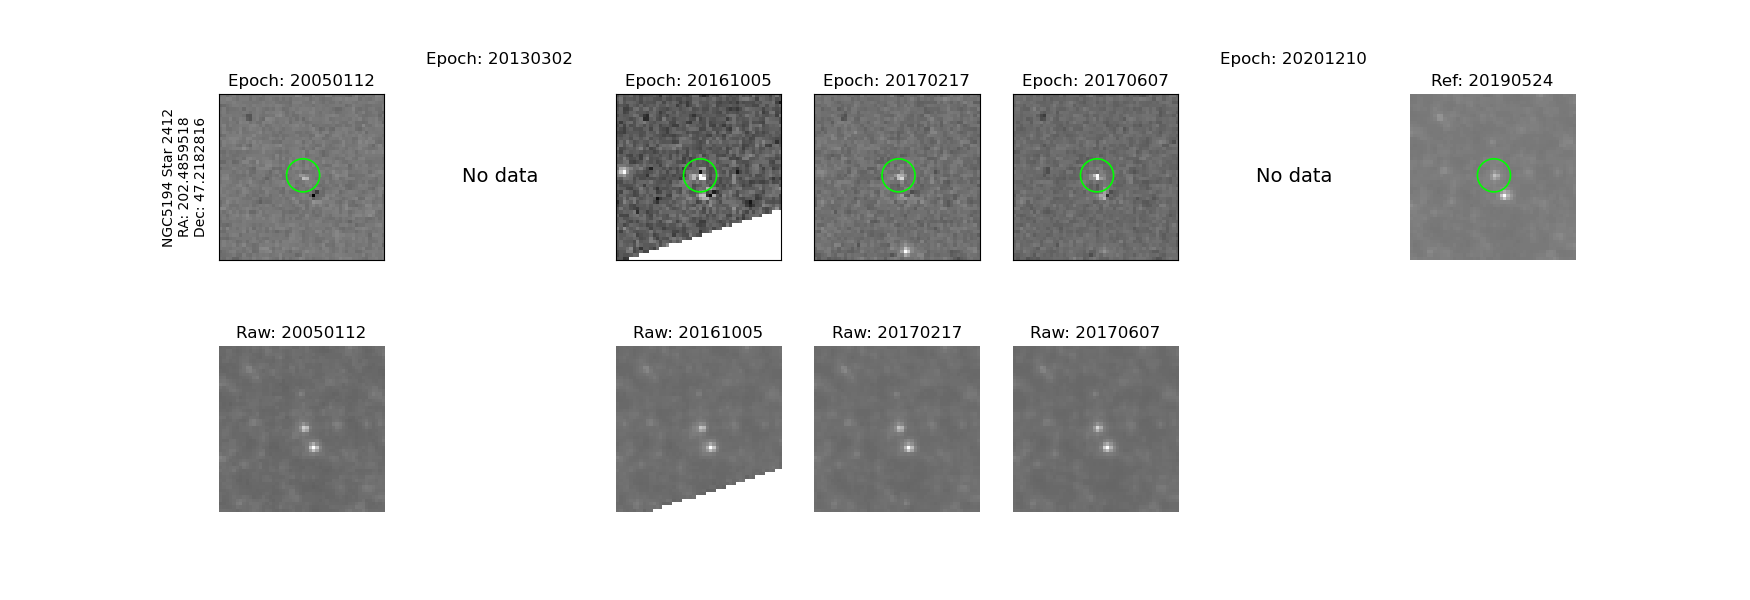 Epoch: 20130302
Epoch: 20201210
Epoch: 20050112
Epoch: 20161005
Epoch: 20170217
Epoch: 20170607
Ref: 20190524
NGC5194 Star 2412
RA: 202.4859518
Dec: 47.2182816
No data
No data
Raw: 20050112
Raw: 20161005
Raw: 20170217
Raw: 20170607